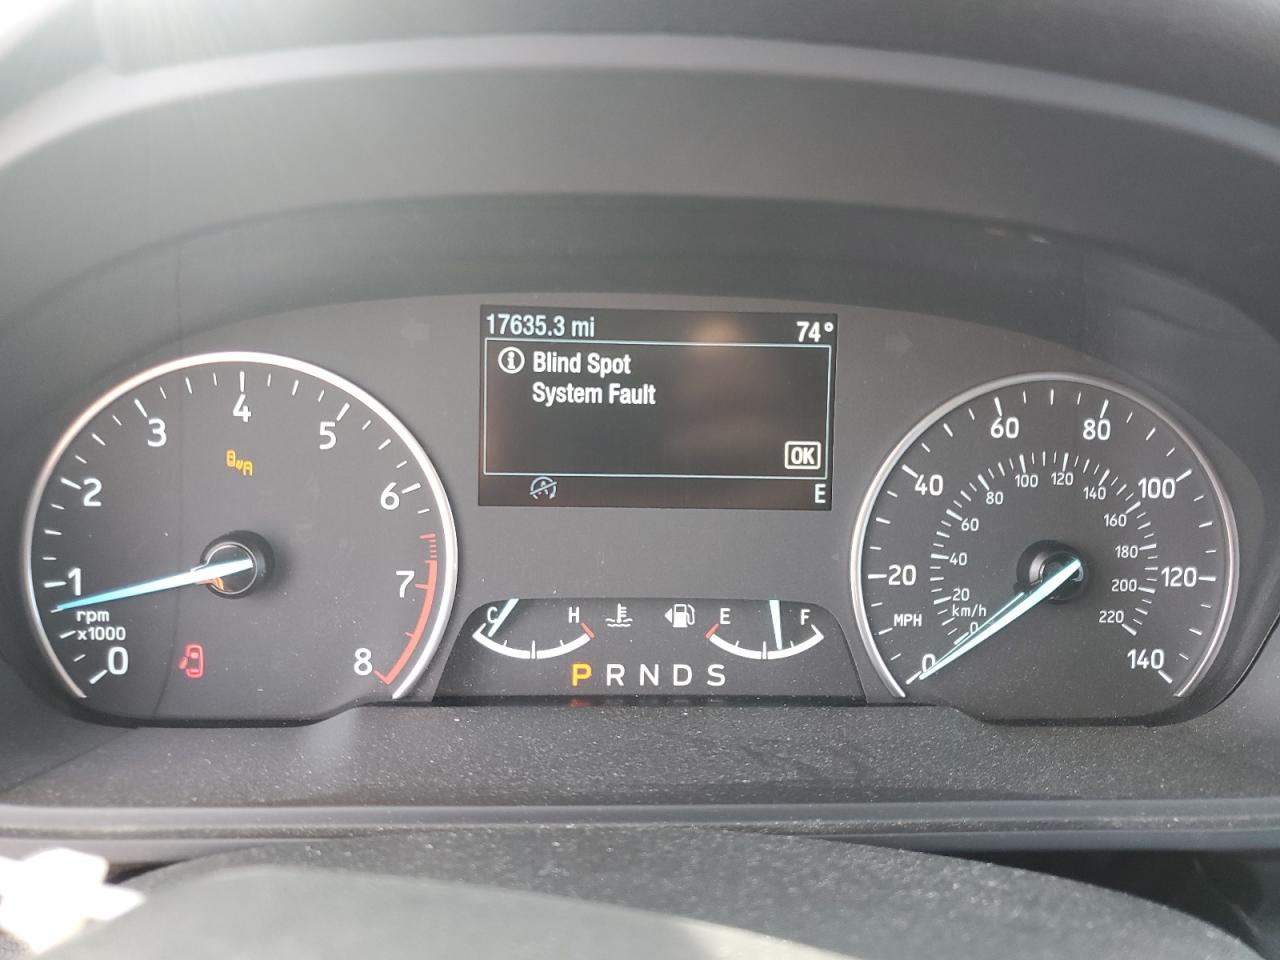 17635.3 mi 74°
i Blind Spot
System Fault
OK
E
0 1 2 3 4 5 6 7 8
rpm
x1000
A
C H E F
P R N D S
0 20 40 60 80 100 120 140
MPH
0 20 40 60 80 100 120 140 160 180 200 220
km/h